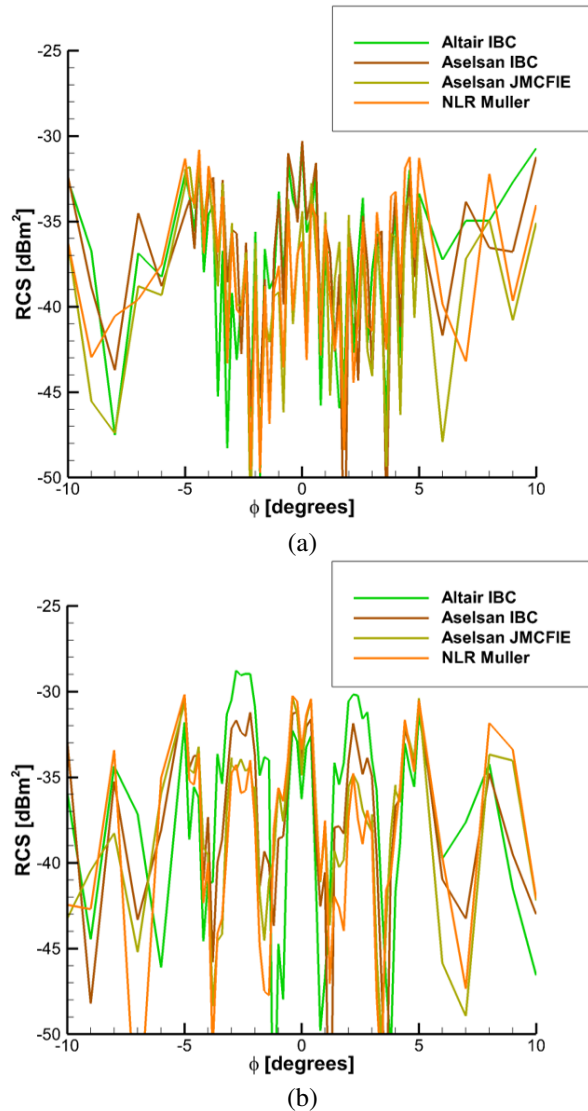 Altair IBC
Aselsan IBC
Aselsan JMCFIE
NLR Muller
-25
-30
-35
-40
-45
-50
RCS [dBm²]
-10
-5
0
5
10
ϕ [degrees]
(a)
Altair IBC
Aselsan IBC
Aselsan JMCFIE
NLR Muller
-25
-30
-35
-40
-45
-50
RCS [dBm²]
-10
-5
0
5
10
ϕ [degrees]
(b)